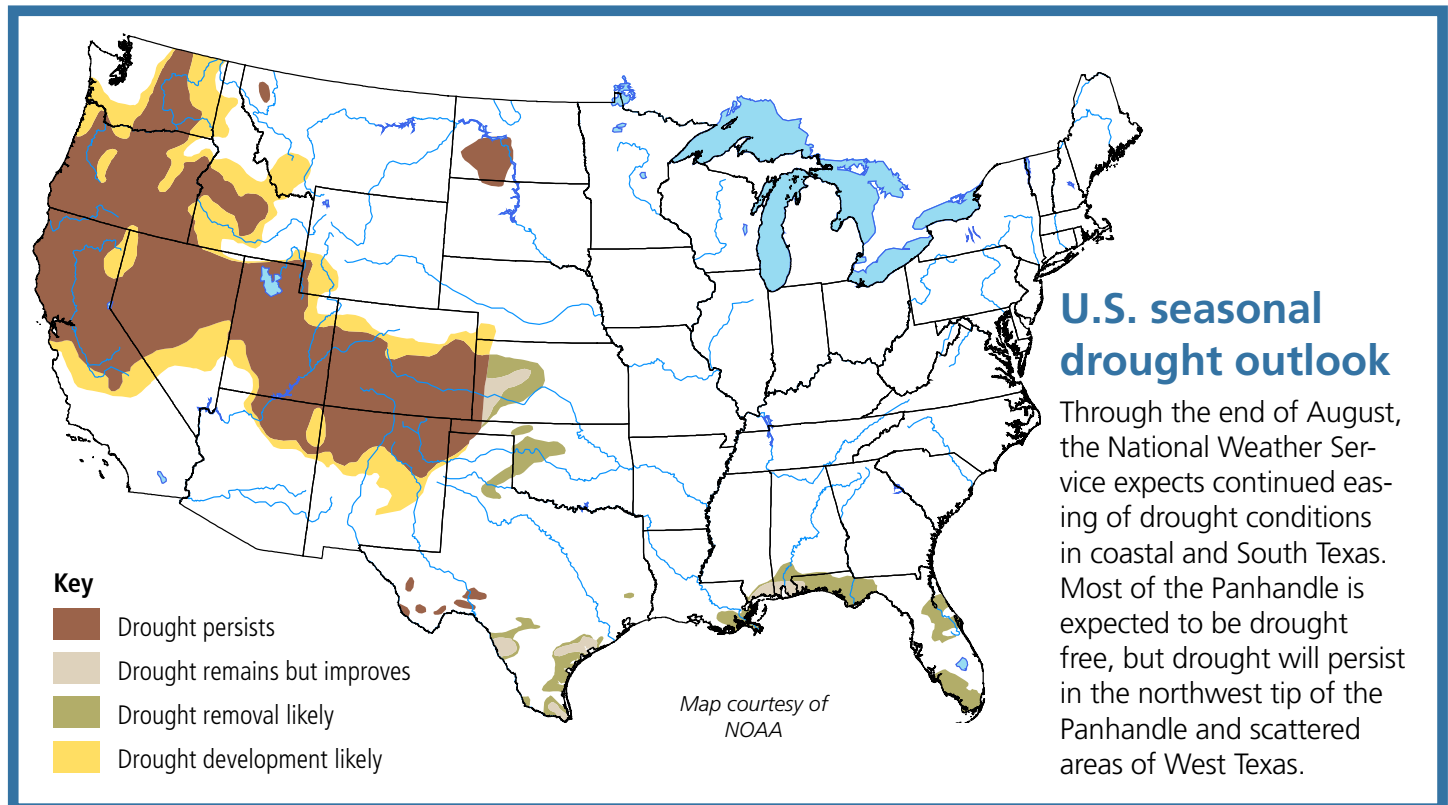 U.S. seasonal
drought outlook
Through the end of August,
the National Weather Ser-
vice expects continued eas-
ing of drought conditions
in coastal and South Texas.
Most of the Panhandle is
expected to be drought
free, but drought will persist
in the northwest tip of the
Panhandle and scattered
areas of West Texas.
Key
Drought persists
Drought remains but improves
Drought removal likely
Drought development likely
Map courtesy of
NOAA